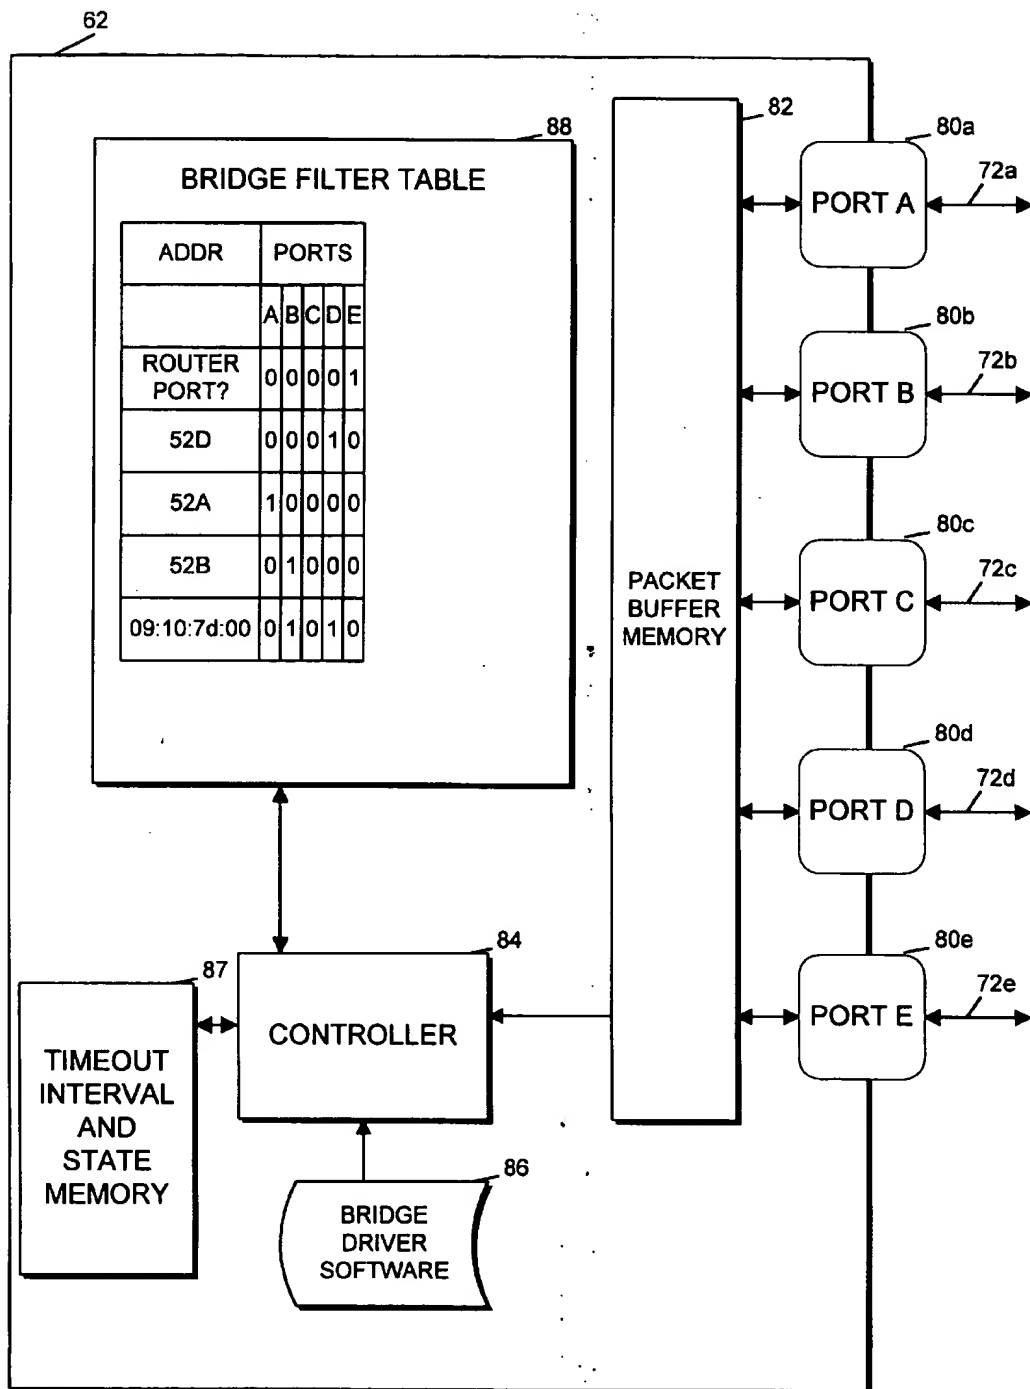 62
88
BRIDGE FILTER TABLE
ADDR PORTS
A B C D E
ROUTER
PORT?
0 0 0 0 1
52D 0 0 0 1 0
52A 1 0 0 0 0
52B 0 1 0 0 0
09:10:7d:00 0 1 0 1 0
82
PACKET
BUFFER
MEMORY
80a
PORT A
72a
80b
PORT B
72b
80c
PORT C
72c
80d
PORT D
72d
80e
PORT E
72e
84
CONTROLLER
87
TIMEOUT
INTERVAL
AND
STATE
MEMORY
86
BRIDGE
DRIVER
SOFTWARE